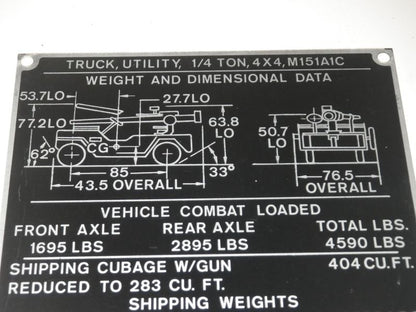 TRUCK, UTILITY, 1/4 TON, 4X4, M151A1C
WEIGHT AND DIMENSIONAL DATA
53.7LO
27.7LO
77.2LO
63.8
LO
50.7
LO
CG
62°
33°
85
43.5 OVERALL
76.5
OVERALL
VEHICLE COMBAT LOADED
FRONT AXLE REAR AXLE TOTAL LBS.
1695 LBS 2895 LBS 4590 LBS
SHIPPING CUBAGE W/GUN 404 CU.FT.
REDUCED TO 283 CU. FT.
SHIPPING WEIGHTS